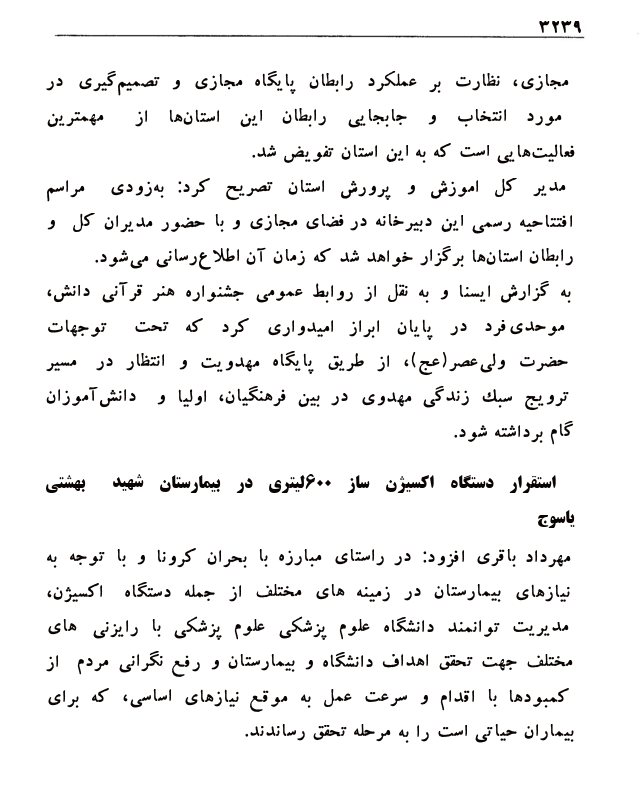 ۳۲۳۹
مجازی، نظارت بر عملکرد رابطان پایگاه مجازی و تصمیم‌گیری در
مورد انتخاب و جابجایی رابطان این استان‌ها از مهمترین
فعالیت‌هایی است که به این استان تفویض شد.
مدیر کل اموزش و پرورش استان تصریح کرد: به‌زودی مراسم
افتتاحیه رسمی این دبیرخانه در فضای مجازی و با حضور مدیران کل و
رابطان استان‌ها برگزار خواهد شد که زمان آن اطلاع‌رسانی می‌شود.
به گزارش ایسنا و به نقل از روابط عمومی جشنواره هنر قرآنی دانش،
موحدی‌فرد در پایان ابراز امیدواری کرد که تحت توجهات
حضرت ولی‌عصر(عج)، از طریق پایگاه مهدویت و انتظار در مسیر
ترویج سبك زندگی مهدوی در بین فرهنگیان، اولیا و دانش‌آموزان
گام برداشته شود.
استقرار دستگاه اکسیژن ساز ۶۰۰لیتری در بیمارستان شهید بهشتی
یاسوج
مهرداد باقری افزود: در راستای مبارزه با بحران کرونا و با توجه به
نیازهای بیمارستان در زمینه های مختلف از جمله دستگاه اکسیژن،
مدیریت توانمند دانشگاه علوم پزشکی علوم پزشکی با رایزنی های
مختلف جهت تحقق اهداف دانشگاه و بیمارستان و رفع نگرانی مردم از
کمبودها با اقدام و سرعت عمل به موقع نیازهای اساسی، که برای
بیماران حیاتی است را به مرحله تحقق رساندند.